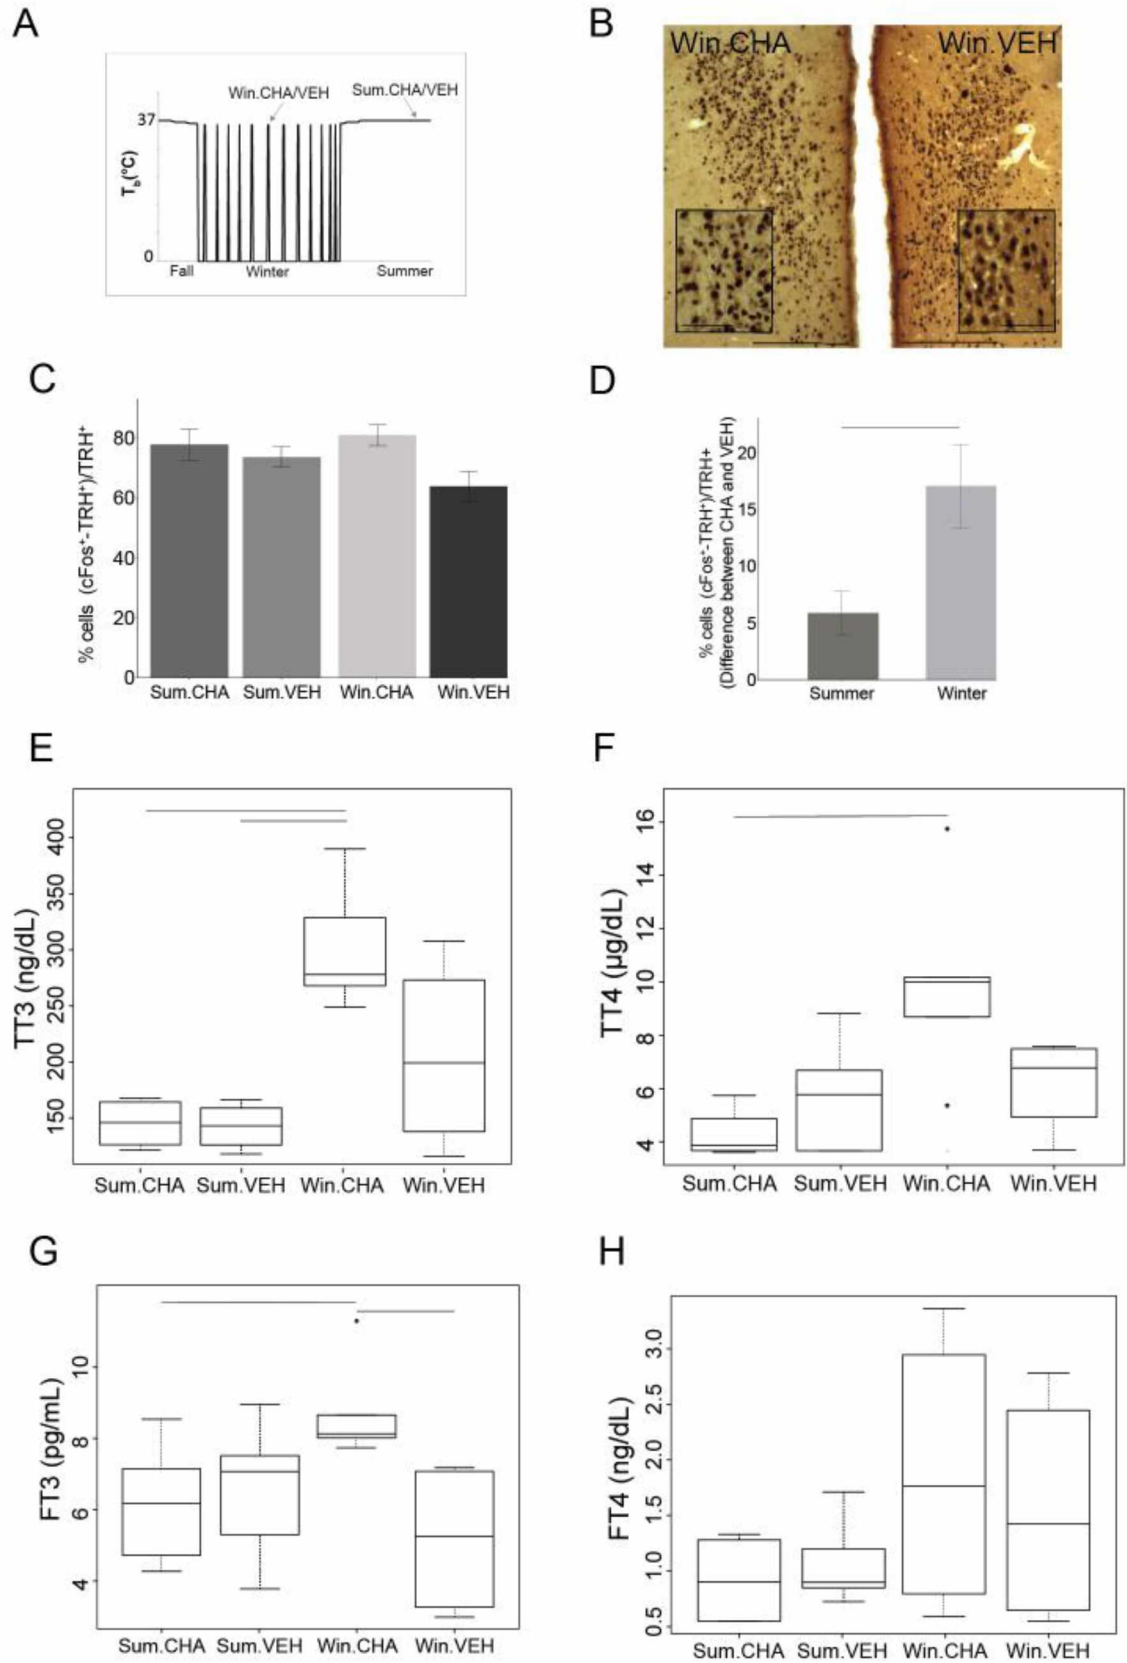 A
Win.CHA/VEH
Sum.CHA/VEH
37
T_b(°C)
0
Fall
Winter
Summer
B
Win.CHA
Win.VEH
C
% cells (cFos⁺-TRH⁺)/TRH⁺
80
60
40
20
0
Sum.CHA
Sum.VEH
Win.CHA
Win.VEH
D
% cells (cFos⁺-TRH⁺)/TRH+
(Difference between CHA and VEH)
20
15
10
5
0
Summer
Winter
E
TT3 (ng/dL)
400
350
300
250
200
150
Sum.CHA
Sum.VEH
Win.CHA
Win.VEH
F
TT4 (µg/dL)
16
14
12
10
8
6
4
Sum.CHA
Sum.VEH
Win.CHA
Win.VEH
G
FT3 (pg/mL)
10
8
6
4
Sum.CHA
Sum.VEH
Win.CHA
Win.VEH
H
FT4 (ng/dL)
3.0
2.5
2.0
1.5
1.0
0.5
Sum.CHA
Sum.VEH
Win.CHA
Win.VEH